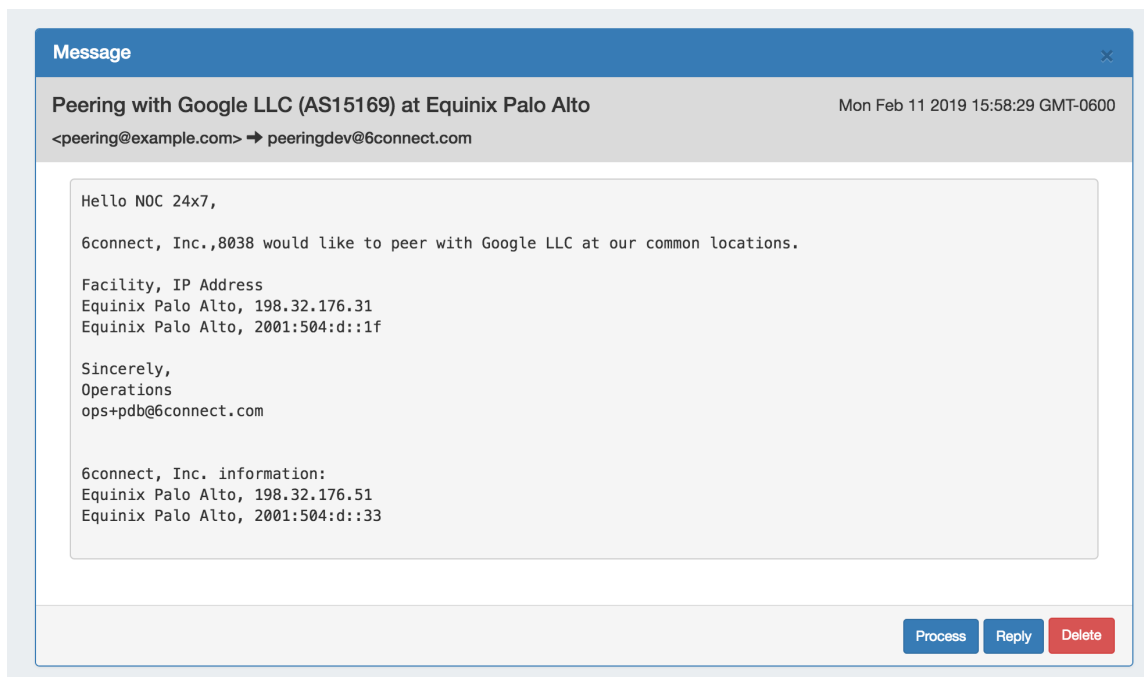 Message
×
Peering with Google LLC (AS15169) at Equinix Palo Alto
Mon Feb 11 2019 15:58:29 GMT-0600
<peering@example.com> ➔ peeringdev@6connect.com
Hello NOC 24x7,
6connect, Inc.,8038 would like to peer with Google LLC at our common locations.
Facility, IP Address
Equinix Palo Alto, 198.32.176.31
Equinix Palo Alto, 2001:504:d::1f
Sincerely,
Operations
ops+pdb@6connect.com
6connect, Inc. information:
Equinix Palo Alto, 198.32.176.51
Equinix Palo Alto, 2001:504:d::33
Process
Reply
Delete